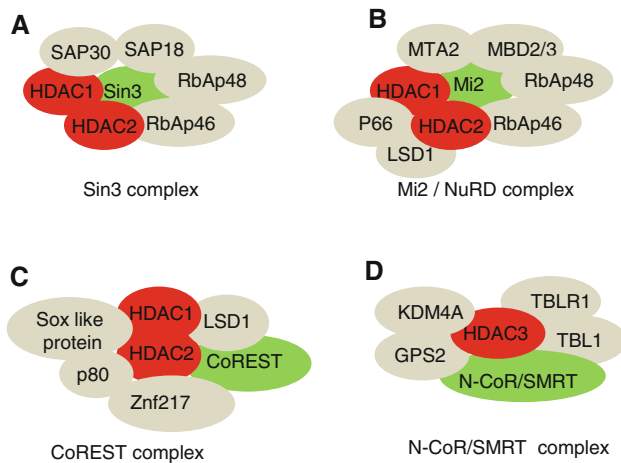 A
SAP30
SAP18
HDAC1
Sin3
RbAp48
HDAC2
RbAp46
Sin3 complex
B
MTA2
MBD2/3
HDAC1
Mi2
RbAp48
P66
HDAC2
RbAp46
LSD1
Mi2 / NuRD complex
C
HDAC1
LSD1
Sox like
protein
HDAC2
CoREST
p80
Znf217
CoREST complex
D
KDM4A
TBLR1
HDAC3
TBL1
GPS2
N-CoR/SMRT
N-CoR/SMRT complex